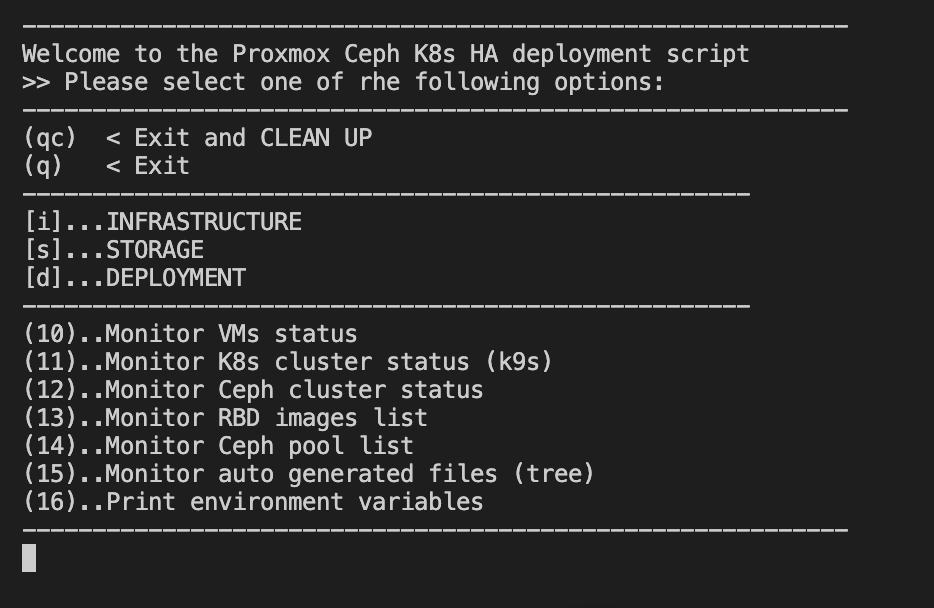 Welcome to the Proxmox Ceph K8s HA deployment script
>> Please select one of rhe following options:
(qc)  < Exit and CLEAN UP
(q)   < Exit
[i]...INFRASTRUCTURE
[s]...STORAGE
[d]...DEPLOYMENT
(10)..Monitor VMs status
(11)..Monitor K8s cluster status (k9s)
(12)..Monitor Ceph cluster status
(13)..Monitor RBD images list
(14)..Monitor Ceph pool list
(15)..Monitor auto generated files (tree)
(16)..Print environment variables